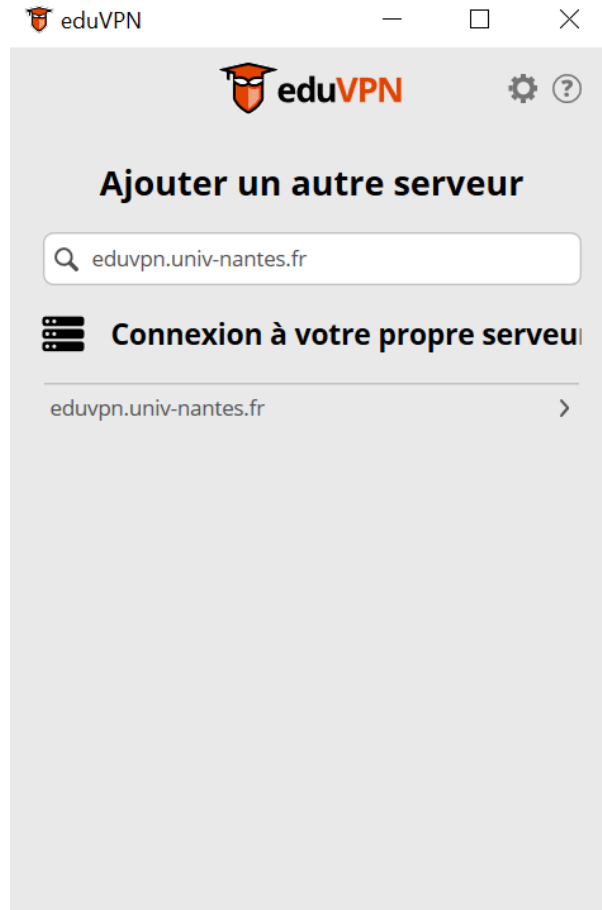 eduVPN
eduVPN
Ajouter un autre serveur
eduvpn.univ-nantes.fr
Connexion à votre propre serveu
eduvpn.univ-nantes.fr